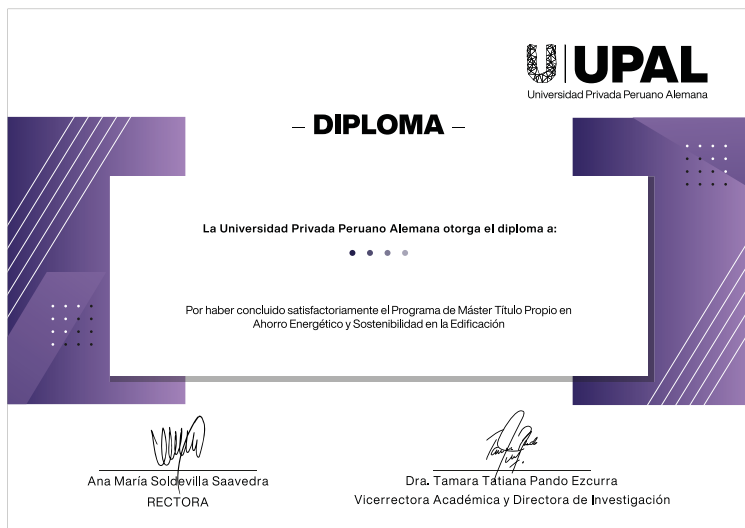 UPAL
Universidad Privada Peruano Alemana
DIPLOMA
La Universidad Privada Peruano Alemana otorga el diploma a:
Por haber concluido satisfactoriamente el Programa de Máster Título Propio en
Ahorro Energético y Sostenibilidad en la Edificación
Ana María Soldevilla Saavedra
RECTORA
Dra. Tamara Tatiana Pando Ezcurra
Vicerrectora Académica y Directora de Investigación